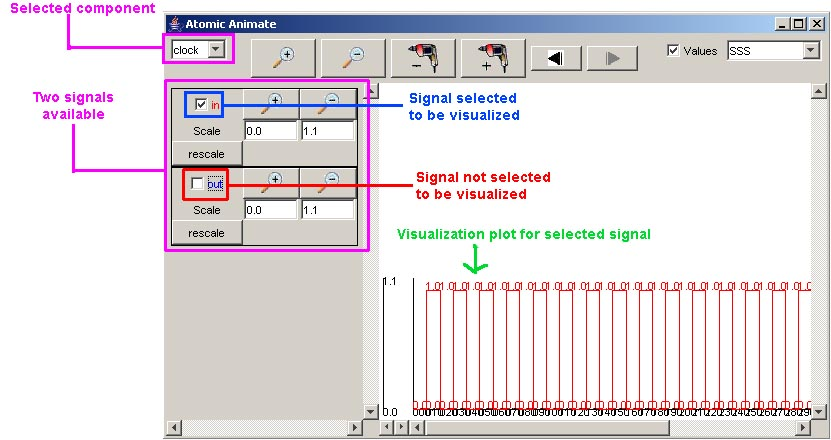 Selected component
Atomic Animate
clock
Values
SSS
Two signals
available
in
Signal selected
to be visualized
Scale
0.0
1.1
rescale
out
Signal not selected
to be visualized
Scale
0.0
1.1
rescale
Visualization plot for selected signal
1.1
0.0